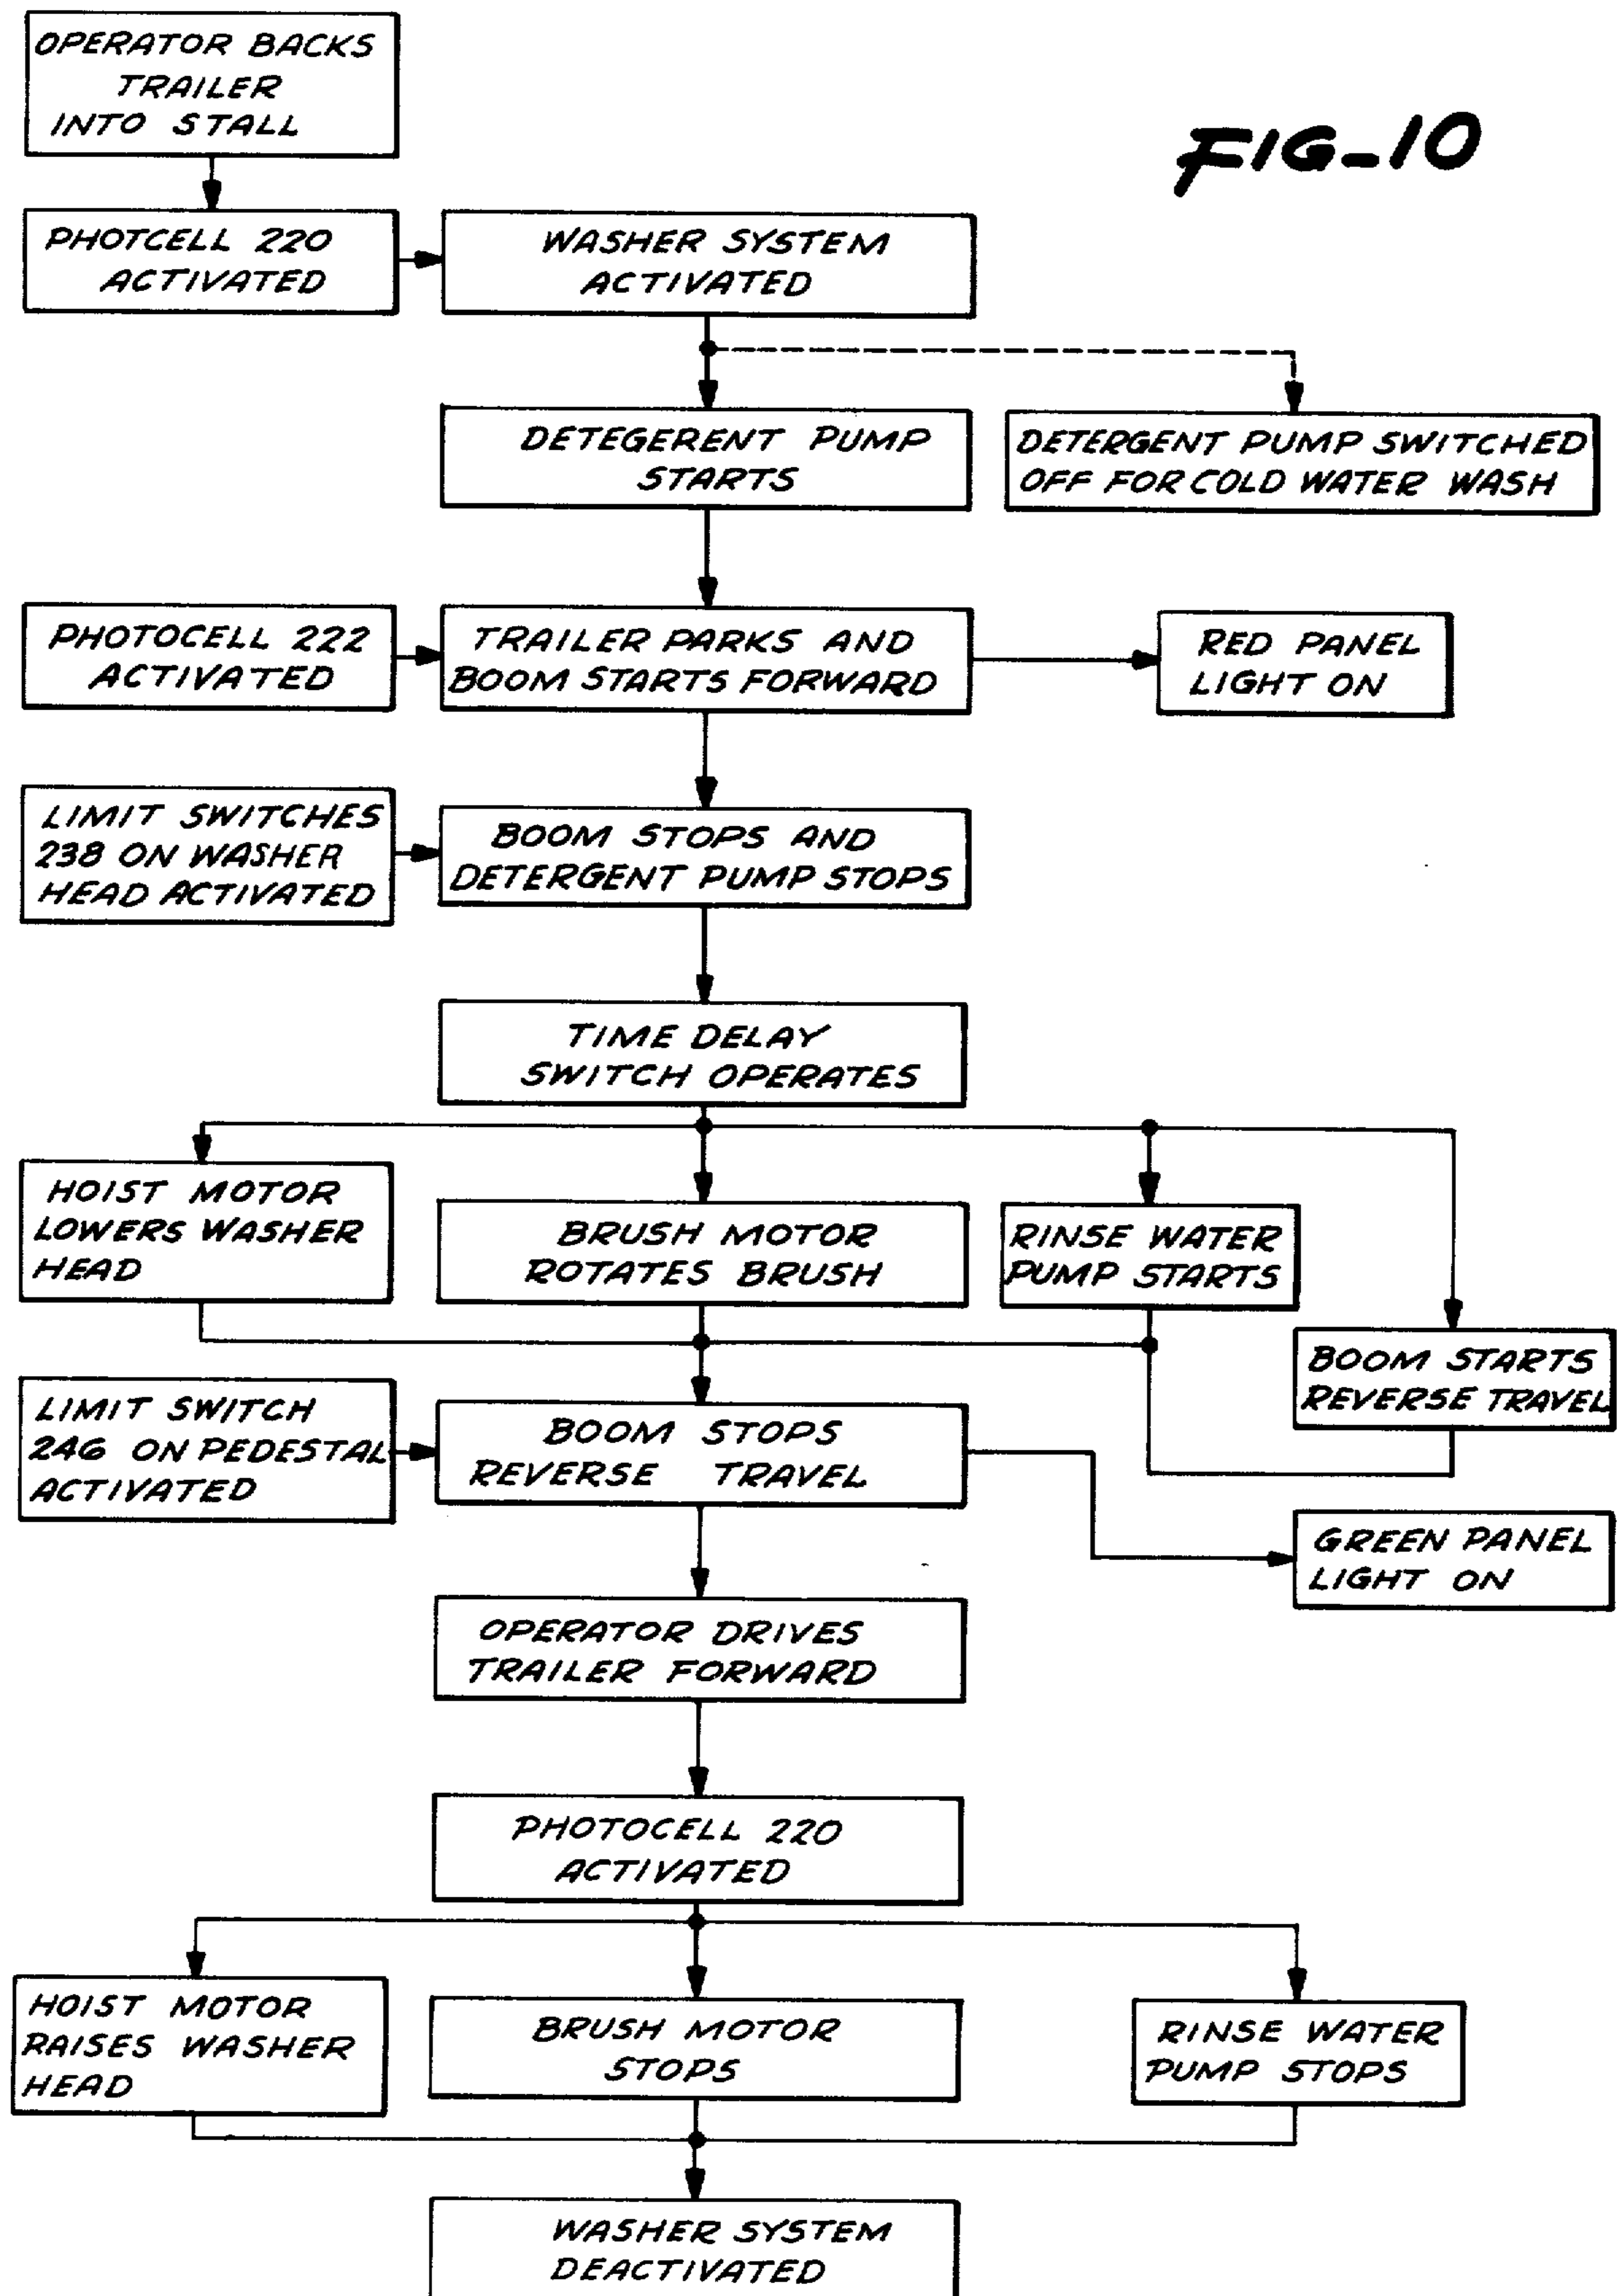 OPERATOR BACKS
TRAILER
INTO STALL
FIG-10
PHOTCELL 220
ACTIVATED
WASHER SYSTEM
ACTIVATED
DETEGERENT PUMP
STARTS
DETERGENT PUMP SWITCHED
OFF FOR COLD WATER WASH
PHOTOCELL 222
ACTIVATED
TRAILER PARKS AND
BOOM STARTS FORWARD
RED PANEL
LIGHT ON
LIMIT SWITCHES
238 ON WASHER
HEAD ACTIVATED
BOOM STOPS AND
DETERGENT PUMP STOPS
TIME DELAY
SWITCH OPERATES
HOIST MOTOR
LOWERS WASHER
HEAD
BRUSH MOTOR
ROTATES BRUSH
RINSE WATER
PUMP STARTS
BOOM STARTS
REVERSE TRAVEL
LIMIT SWITCH
246 ON PEDESTAL
ACTIVATED
BOOM STOPS
REVERSE TRAVEL
GREEN PANEL
LIGHT ON
OPERATOR DRIVES
TRAILER FORWARD
PHOTOCELL 220
ACTIVATED
HOIST MOTOR
RAISES WASHER
HEAD
BRUSH MOTOR
STOPS
RINSE WATER
PUMP STOPS
WASHER SYSTEM
DEACTIVATED